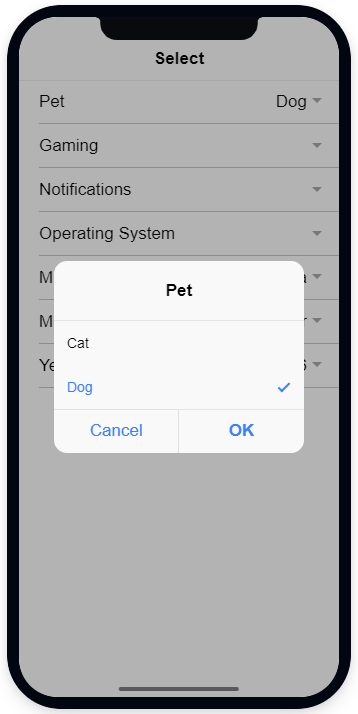 Select
Pet Dog
Gaming
Notifications
Operating System
Pet
Cat
Dog
Cancel OK